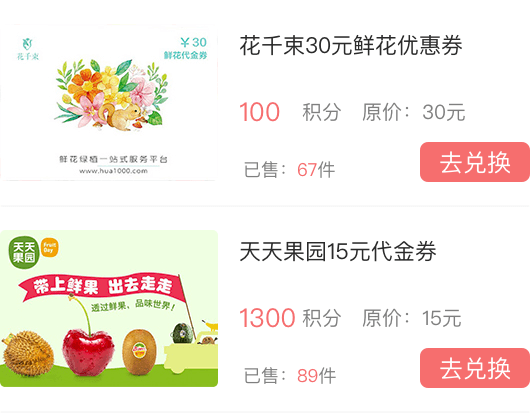 花千束
￥30
鲜花代金券
鲜花绿植一站式服务平台
www.hua1000.com
花千束30元鲜花优惠券
100 积分 原价：30元
已售：67件
去兑换
天天果园
Fruit Day
带上鲜果 出去走走
透过鲜果、品味世界！
天天果园15元代金券
1300 积分 原价：15元
已售：89件
去兑换